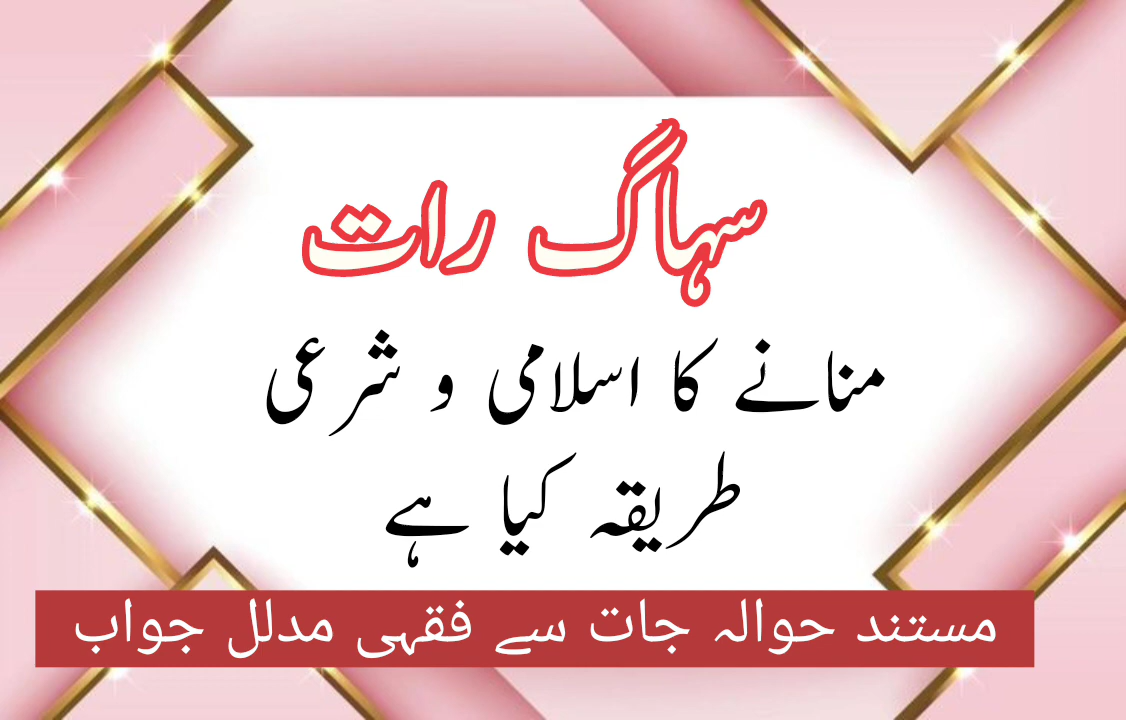 سہاگ رات
منانے کا اسلامی و شرعی
طریقہ کیا ہے
مستند حوالہ جات سے فقہی مدلل جواب